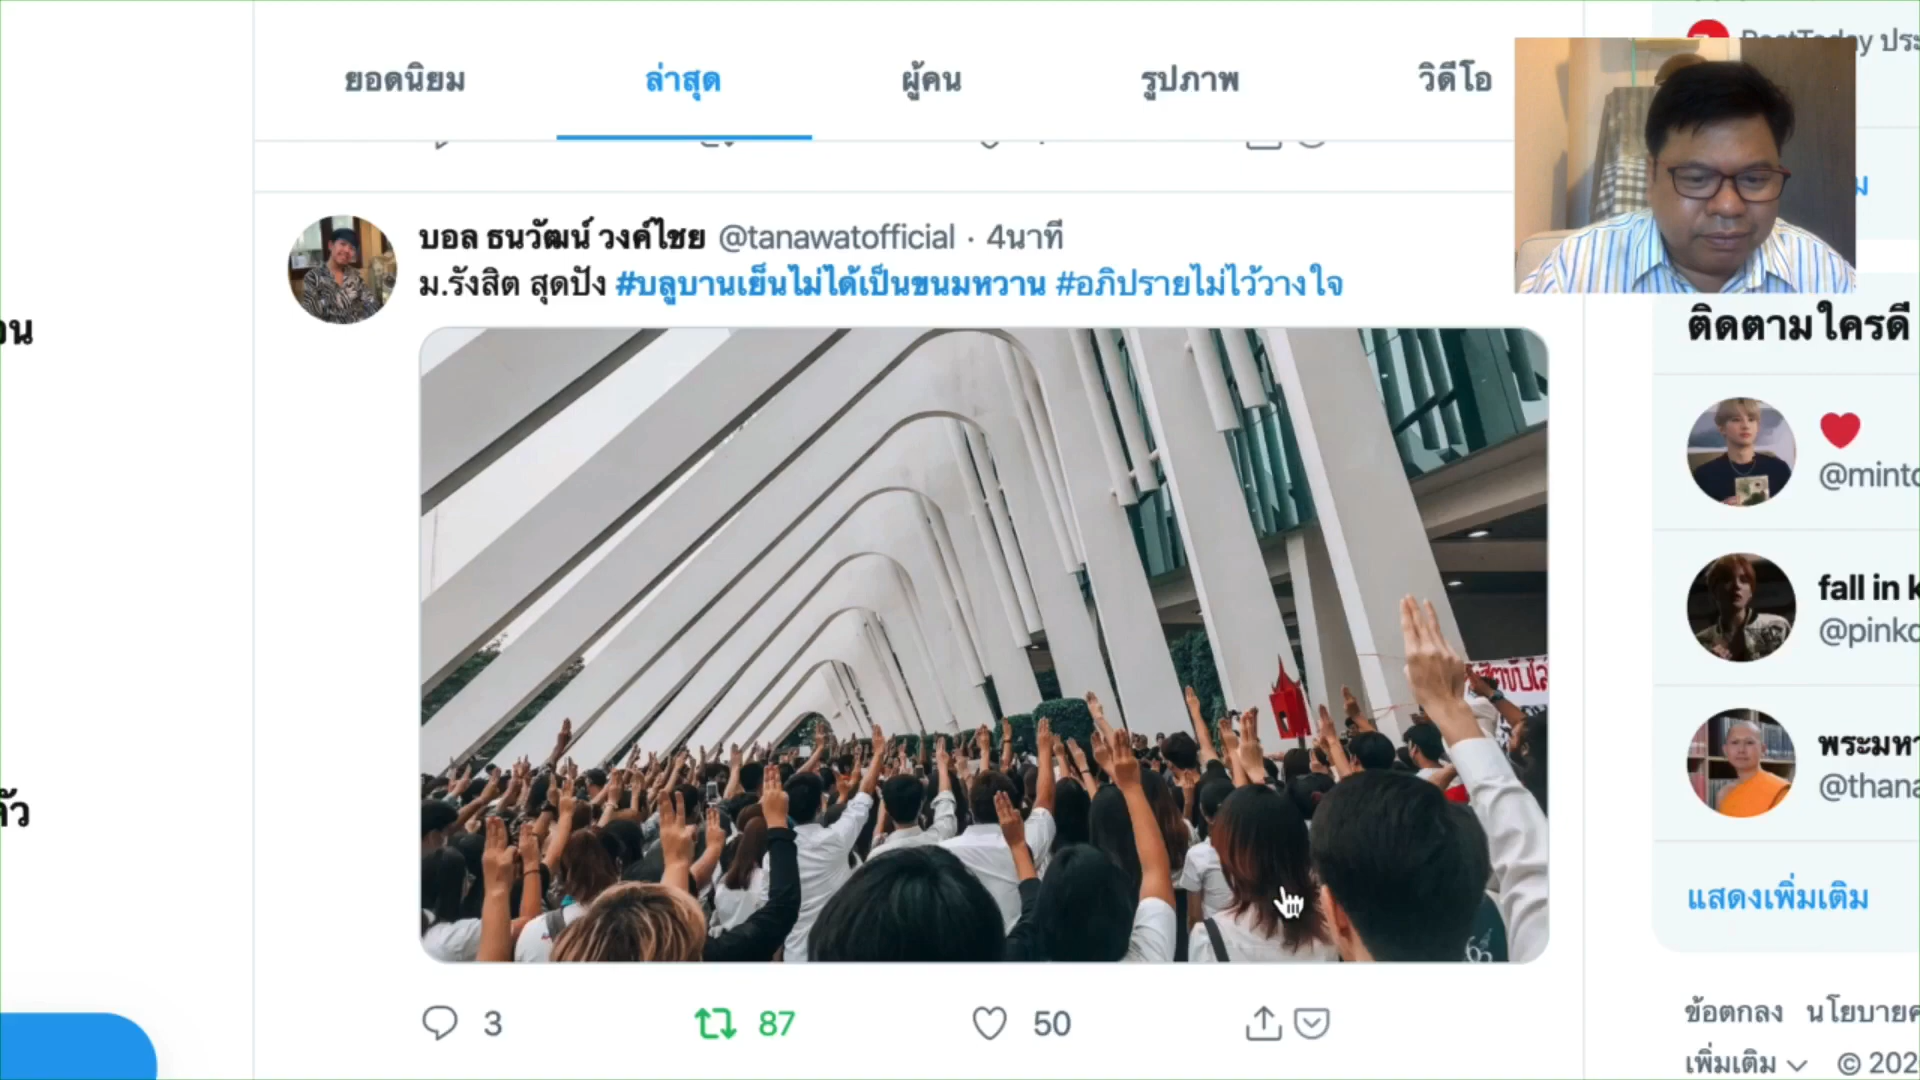 ยอดนิยม
ล่าสุด
ผู้คน
รูปภาพ
วิดีโอ
บอล ธนวัฒน์ วงค์ไชย @tanawatofficial · 4นาที
ม.รังสิต สุดปัง #บลูบานเย็นไม่ได้เป็นขนมหวาน #อภิปรายไม่ไว้วางใจ
3
87
50
ติดตามใครดี
fall in
แสดงเพิ่มเติม
ข้อตกลง
เพิ่มเติม
©